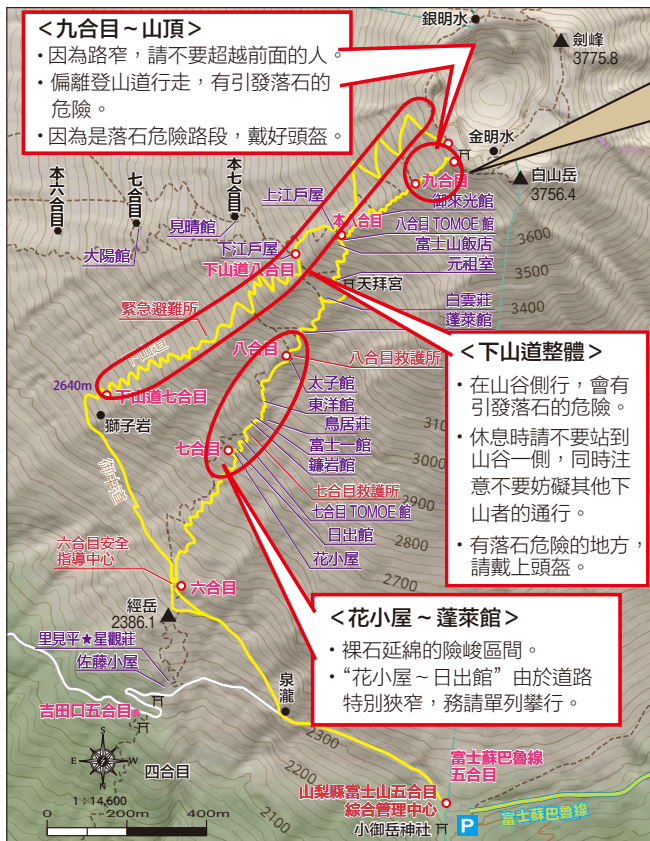 <九合目～山頂>
・因為路窄，請不要超越前面的人。
・偏離登山道行走，有引發落石的
危險。
・因為是落石危險路段，戴好頭盔。
銀明水
劍峰
3775.8
金明水
白山岳
3756.4
九合目
御來光館
本六合目
七合目
本七合目
大陽館
見晴館
上江戶屋
本八合目
八合目 TOMOE 館
富士山飯店
元祖室
下江戶屋
下山道八合目
天拜宮
3600
3500
3400
白雲莊
蓬萊館
緊急避難所
下山道
八合目
八合目救護所
2640m
下山道七合目
獅子岩
太子館
東洋館
鳥居莊
富士一館
鎌岩館
七合目
七合目救護所
七合目 TOMOE 館
日出館
花小屋
310
3000
2900
2800
2700
<下山道整體>
・在山谷側行，會有
引發落石的危險。
・休息時請不要站到
山谷一側，同時注
意不要妨礙其他下
山者的通行。
・有落石危險的地方，
請戴上頭盔。
御中道
六合目安全
指導中心
六合目
經岳
2386.1
<花小屋～蓬萊館>
・裸石延綿的險峻區間。
・“花小屋～日出館”由於道路
特別狹窄，務請單列攀行。
里見平★星觀莊
佐藤小屋
泉瀧
吉田口五合目
2300
2200
2100
四合目
N
E
W
S
1：14,600
0
200m
400m
富士蘇巴魯線
五合目
山梨縣富士山五合目
綜合管理中心
小御岳神社
P
富士蘇巴魯線